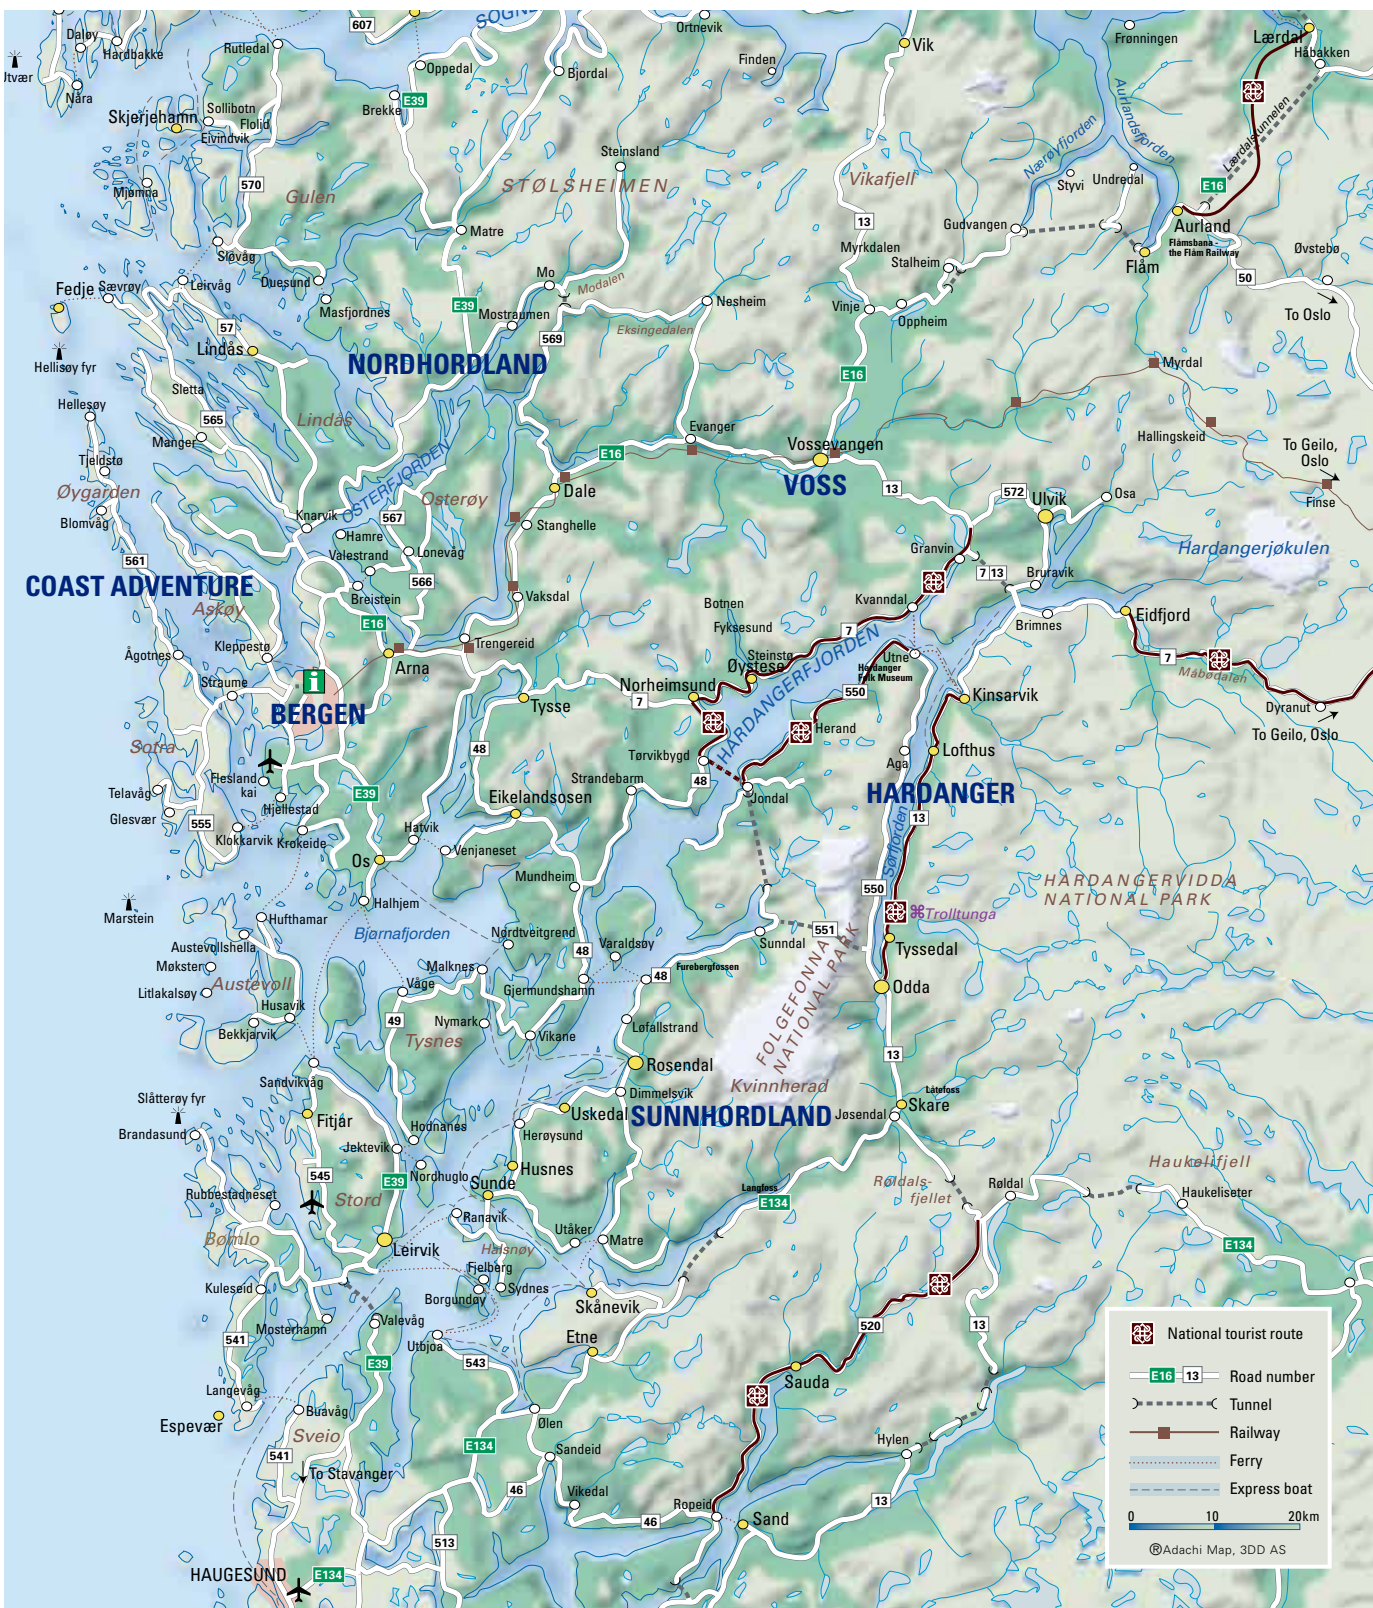 607
SOGNE
Ortnevik
Vik
Frønningen
Lærdal
Håbakken
Daløy
Hardbakke
Rutledal
Oppedal
Bjordal
Finden
Utvær
Nåra
Brekke
E39
Sollibotn
Flolid
Skjerjehamn
Eivindvik
Aurlandsfjorden
Lærdalstunnelen
Nærøyfjorden
Steinsland
STØLSHEIMEN
Vikafjell
Styvi
Undredal
E16
Mjømna
570
Gulen
13
Gudvangen
Aurland
Flåmsbana -
the Flåm Railway
Matre
Sløvåg
Myrkdalen
Stalheim
Flåm
Øvstebø
50
Mo
Modalen
Fedje
Særvrøy
Leirvåg
Duesund
Masfjordnes
E39
Mostraumen
Nesheim
Vinje
Oppheim
To Oslo
57
Eksingedalen
569
Lindås
Hellisøy fyr
NORDHORDLAND
E16
Myrdal
Sletta
Hellesøy
565
Lindås
Manger
Evanger
Vossevangen
Hallingskeid
To Geilo,
Oslo
Tjeldstø
OSTERFJORDEN
E16
VOSS
Øygarden
Osterøy
Dale
13
572
Ulvik
Osa
Finse
Blomvåg
Knarvik
567
Stanghelle
Hamre
Hardangerjøkulen
Valestrand
Lonevåg
Granvin
561
7 13
Bruravik
COAST ADVENTURE
566
Askøy
Breistein
Vaksdal
Botnen
Kvanndal
E16
Fyksesund
Brimnes
Eidfjord
7
Kleppestø
Trengereid
Steinstø
HARDANGERFJORDEN
Utne
Ågotnes
Arna
Øystese
Hardanger
Folk Museum
7
Måbødalen
Straume
i
Norheimsund
550
Kinsarvik
BERGEN
Tysse
7
Dyranut
Sotra
Herand
To Geilo, Oslo
48
Tørvikbygd
Aga
Lofthus
Flesland
kai
Strandebarm
48
Telavåg
Jondal
HARDANGER
Hjellestad
E39
Eikelandsosen
Glesvær
555
13
Klokkarvik
Krokeide
Hatvik
Sørfjorden
Os
Venjaneset
Mundheim
550
HARDANGERVIDDA
NATIONAL PARK
Marstein
Halhjem
Hufthamar
Trolltunga
Austevollshella
Bjørnafjorden
Nordtveitgrend
551
Sunndal
Tyssedal
Varaldsøy
48
Møkster
Malknes
Furebergfossen
Austevoll
Våge
Gjermundshamn
48
FOLGEFONNA
NATIONAL PARK
Odda
Litlakalsøy
Husavik
Bekkjarvik
49
Nymark
Løfallstrand
Tysnes
Vikane
13
Rosendal
Sandvikvåg
Kvinnherad
Slåtterøy fyr
Dimmelsvik
Låtefoss
Skare
Fitjar
Uskedal
SUNNHORDLAND
Jøsendal
Brandasund
Herøysund
Hodnanes
Jektevik
Haukelifjell
Husnes
Nordhuglo
545
E39
Langfoss
Røldals-
fjellet
Røldal
Haukeliseter
Rubbestadneset
Stord
Sunde
E134
Ranavik
Bømlo
Utåker
Matre
E134
Leirvik
Halsnøy
Fjelberg
Kuleseid
Sydnes
Borgundøy
Skånevik
Mosterhamn
Valevåg
13
541
Utbjoa
Etne
520
National tourist route
E39
543
Sauda
E16
13
Road number
Langevåg
Buavåg
Tunnel
Espevær
Ølen
Hylen
Railway
Sveio
E134
Sandeid
541
To Stavanger
Ferry
46
Vikedal
Ropeid
13
Express boat
46
Sand
0
10
20km
513
®Adachi Map, 3DD AS
HAUGESUND
E134